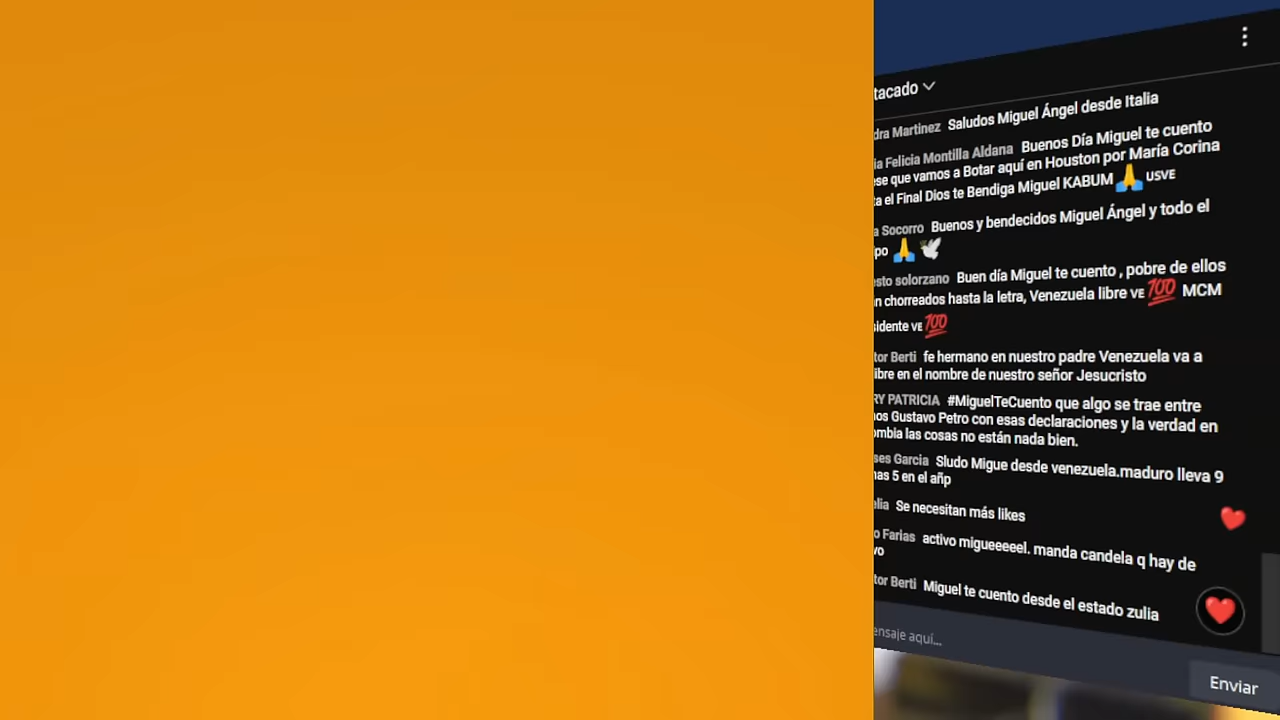 tacado
dra Martinez Saludos Miguel Ángel desde Italia
ia Felicia Montilla Aldana Buenos Día Miguel te cuento
ese que vamos a Botar aquí en Houston por María Corina
ta el Final Dios te Bendiga Miguel KABUM 🙏 USVE
a Socorro Buenos y bendecidos Miguel Ángel y todo el
ipo 🙏 🕊
esto solorzano Buen día Miguel te cuento , pobre de ellos
n chorreados hasta la letra, Venezuela libre VE 💯 MCM
sidente VE 💯
tor Berti fe hermano en nuestro padre Venezuela va a
libre en el nombre de nuestro señor Jesucristo
RY PATRICIA #MiguelTeCuento que algo se trae entre
nos Gustavo Petro con esas declaraciones y la verdad en
ombia las cosas no están nada bien.
ses Garcia Sludo Migue desde venezuela.maduro lleva 9
nas 5 en el añp
elia Se necesitan más likes
o Farias activo migueeeeel. manda candela q hay de
vo
tor Berti Miguel te cuento desde el estado zulia
ensaje aquí...
Enviar